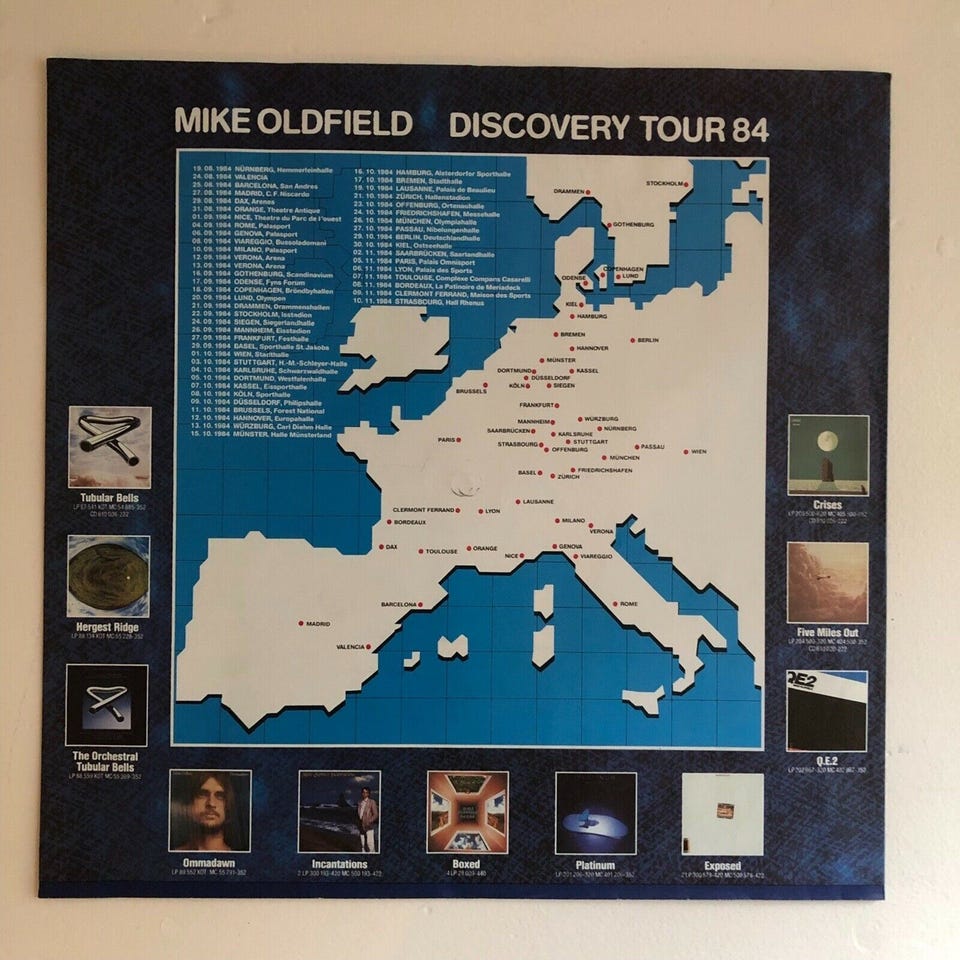 MIKE OLDFIELD DISCOVERY TOUR 84
19. 08. 1984 NÜRNBERG, Hemmerleinhalle
24. 08. 1984 VALENCIA
25. 08. 1984 BARCELONA, San Andres
27. 08. 1984 MADRID, C. F. Niscardo
29. 08. 1984 DAX, Arenes
31. 08. 1984 ORANGE, Theatre Antique
01. 09. 1984 NICE, Theatre du Parc de l'ouest
04. 09. 1984 ROME, Palasport
06. 09. 1984 GENOVA, Palasport
08. 09. 1984 VIAREGGIO, Bussoladomani
10. 09. 1984 MILANO, Palasport
12. 09. 1984 VERONA, Arena
13. 09. 1984 VERONA, Arena
16. 09. 1984 GOTHENBURG, Scandinavium
17. 09. 1984 ODENSE, Fyns Forum
18. 09. 1984 COPENHAGEN, Bröndbyhallen
20. 09. 1984 LUND, Olympen
21. 09. 1984 DRAMMEN, Drammenshallen
22. 09. 1984 STOCKHOLM, Isstadion
24. 09. 1984 SIEGEN, Siegerlandhalle
26. 09. 1984 MANNHEIM, Eisstadion
27. 09. 1984 FRANKFURT, Festhalle
29. 09. 1984 BASEL, Sporthalle St. Jakobs
01. 10. 1984 WIEN, Stadthalle
03. 10. 1984 STUTTGART, H.-M.-Schleyer-Halle
04. 10. 1984 KARLSRUHE, Schwarzwaldhalle
05. 10. 1984 DORTMUND, Westfalenhalle
07. 10. 1984 KASSEL, Eissporthalle
08. 10. 1984 KÖLN, Sporthalle
09. 10. 1984 DÜSSELDORF, Philipshalle
11. 10. 1984 BRUSSELS, Forest National
12. 10. 1984 HANNOVER, Europahalle
13. 10. 1984 WÜRZBURG, Carl Diehm Halle
15. 10. 1984 MÜNSTER, Halle Münsterland
16. 10. 1984 HAMBURG, Alsterdorfer Sporthalle
17. 10. 1984 BREMEN, Stadthalle
19. 10. 1984 LAUSANNE, Palais de Beaulieu
21. 10. 1984 ZÜRICH, Hallenstadion
23. 10. 1984 OFFENBURG, Ortenauhalle
24. 10. 1984 FRIEDRICHSHAFEN, Messehalle
26. 10. 1984 MÜNCHEN, Olympiahalle
27. 10. 1984 PASSAU, Nibelungenhalle
29. 10. 1984 BERLIN, Deutschlandhalle
30. 10. 1984 KIEL, Ostseehalle
02. 11. 1984 SAARBRÜCKEN, Saarlandhalle
05. 11. 1984 PARIS, Palais Omnisport
06. 11. 1984 LYON, Palais des Sports
07. 11. 1984 TOULOUSE, Complexe Compans Casarelli
08. 11. 1984 BORDEAUX, La Patinoire de Meriadeck
09. 11. 1984 CLERMONT FERRAND, Maison des Sports
10. 11. 1984 STRASBOURG, Hall Rhenus
STOCKHOLM
DRAMMEN
GOTHENBURG
COPENHAGEN
LUND
ODENSE
KIEL
HAMBURG
BREMEN
BERLIN
HANNOVER
MÜNSTER
DORTMUND
KASSEL
DÜSSELDORF
KÖLN
SIEGEN
BRUSSELS
FRANKFURT
WÜRZBURG
MANNHEIM
NÜRNBERG
SAARBRÜCKEN
KARLSRUHE
PARIS
STUTTGART
STRASBOURG
PASSAU
OFFENBURG
WIEN
MÜNCHEN
FRIEDRICHSHAFEN
BASEL
ZÜRICH
LAUSANNE
CLERMONT FERRAND
LYON
BORDEAUX
MILANO
VERONA
DAX
TOULOUSE
ORANGE
GENOVA
NICE
VIAREGGIO
BARCELONA
ROME
MADRID
VALENCIA
Tubular Bells
Hergest Ridge
The Orchestral
Tubular Bells
Crises
Five Miles Out
QE2
Q.E.2
Ommadawn
Incantations
Boxed
Platinum
Exposed